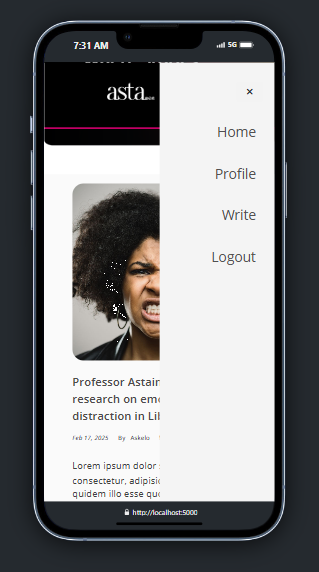 7:31 AM
5G
asta
×
Home
Profile
Write
Logout
Professor Astain
research on emo
distraction in Lil
Feb 17, 2025 By Askelo
Lorem ipsum dolor s
consectetur, adipisic
quidem illo esse quo
http://localhost:5000